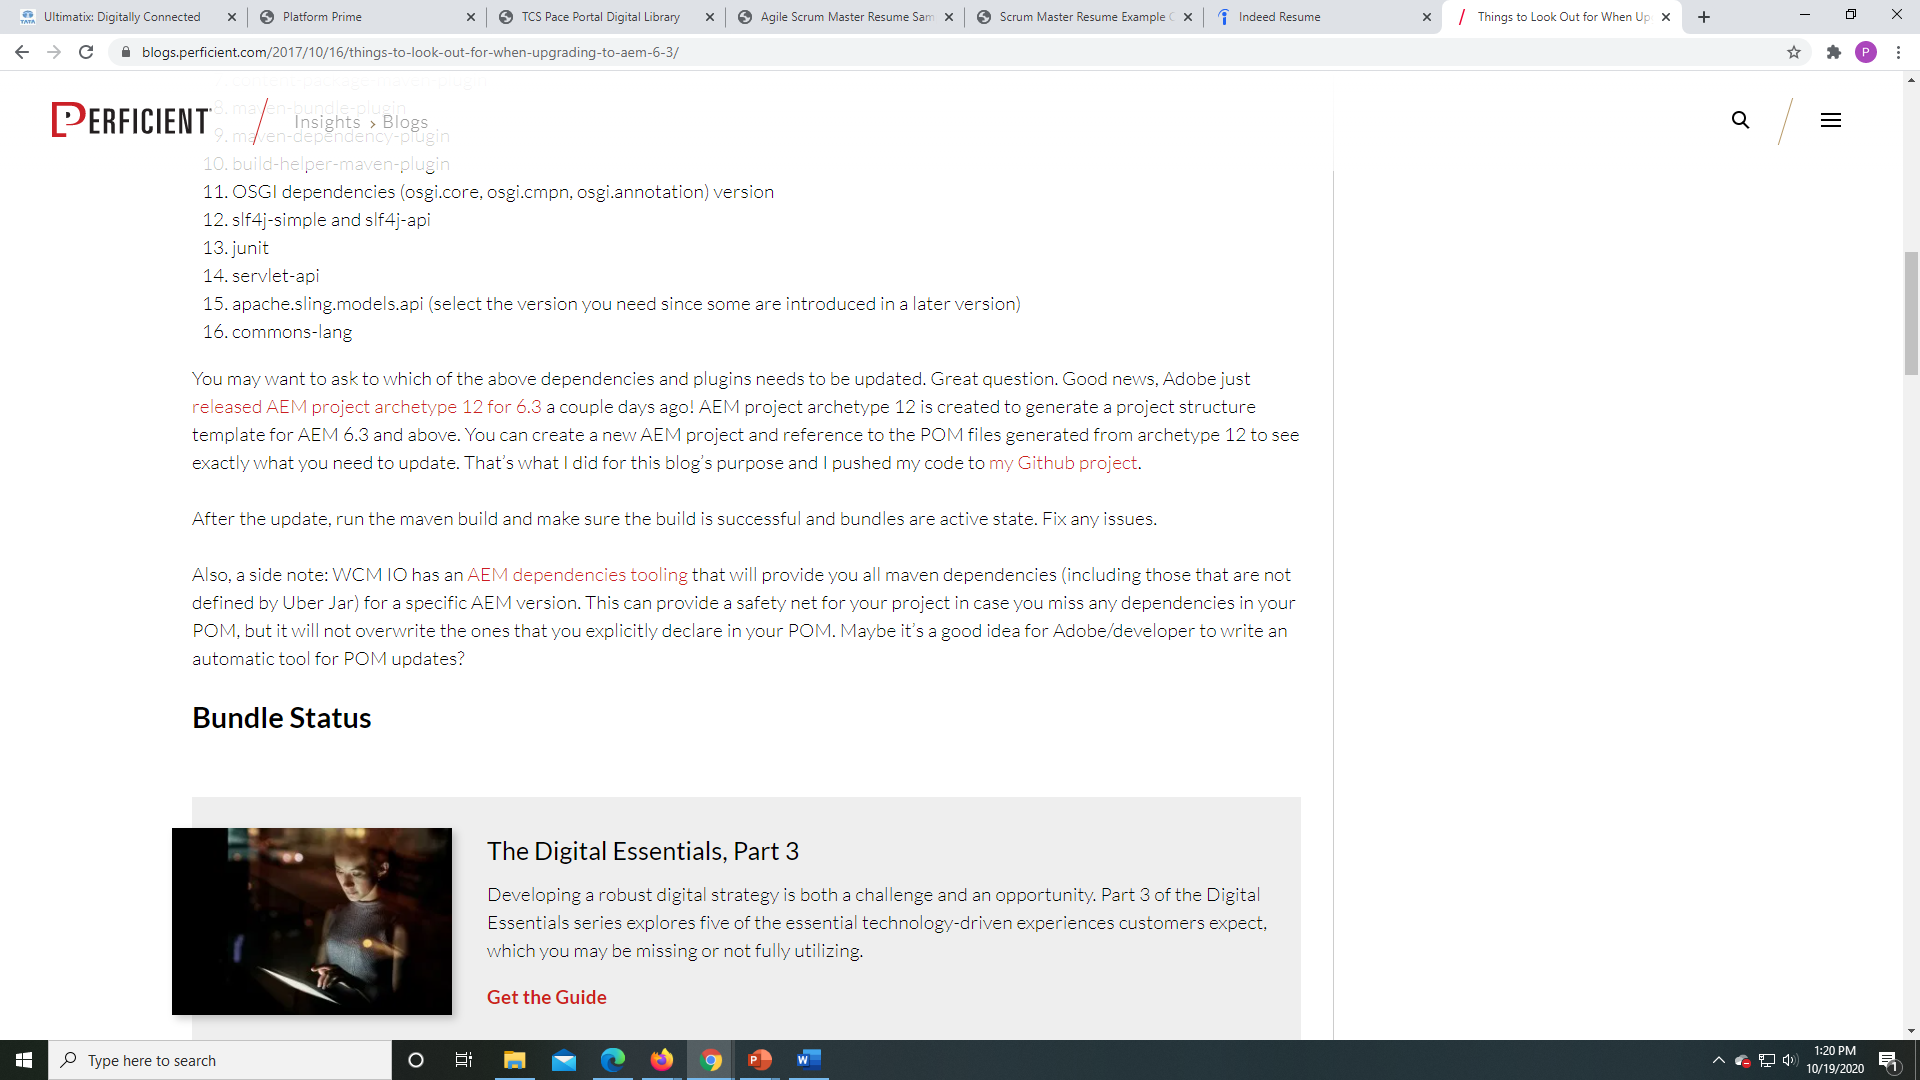 Ultimatix: Digitally Connected
Platform Prime
TCS Pace Portal Digital Library
Agile Scrum Master Resume Sam
Scrum Master Resume Example
Indeed Resume
Things to Look Out for When Up
blogs.perficient.com/2017/10/16/things-to-look-out-for-when-upgrading-to-aem-6-3/
P
content-package-maven-plugin
8. maven-bundle-plugin
PERFICIENT
Insights > Blogs
9. maven-dependency-plugin
10. build-helper-maven-plugin
11. OSGI dependencies (osgi.core, osgi.cmpn, osgi.annotation) version
12. slf4j-simple and slf4j-api
13. junit
14. servlet-api
15. apache.sling.models.api (select the version you need since some are introduced in a later version)
16. commons-lang
You may want to ask to which of the above dependencies and plugins needs to be updated. Great question. Good news, Adobe just
released AEM project archetype 12 for 6.3 a couple days ago! AEM project archetype 12 is created to generate a project structure
template for AEM 6.3 and above. You can create a new AEM project and reference to the POM files generated from archetype 12 to see
exactly what you need to update. That’s what I did for this blog’s purpose and I pushed my code to my Github project.
After the update, run the maven build and make sure the build is successful and bundles are active state. Fix any issues.
Also, a side note: WCM IO has an AEM dependencies tooling that will provide you all maven dependencies (including those that are not
defined by Uber Jar) for a specific AEM version. This can provide a safety net for your project in case you miss any dependencies in your
POM, but it will not overwrite the ones that you explicitly declare in your POM. Maybe it’s a good idea for Adobe/developer to write an
automatic tool for POM updates?
Bundle Status
The Digital Essentials, Part 3
Developing a robust digital strategy is both a challenge and an opportunity. Part 3 of the Digital
Essentials series explores five of the essential technology-driven experiences customers expect,
which you may be missing or not fully utilizing.
Get the Guide
Type here to search
1:20 PM
10/19/2020
1